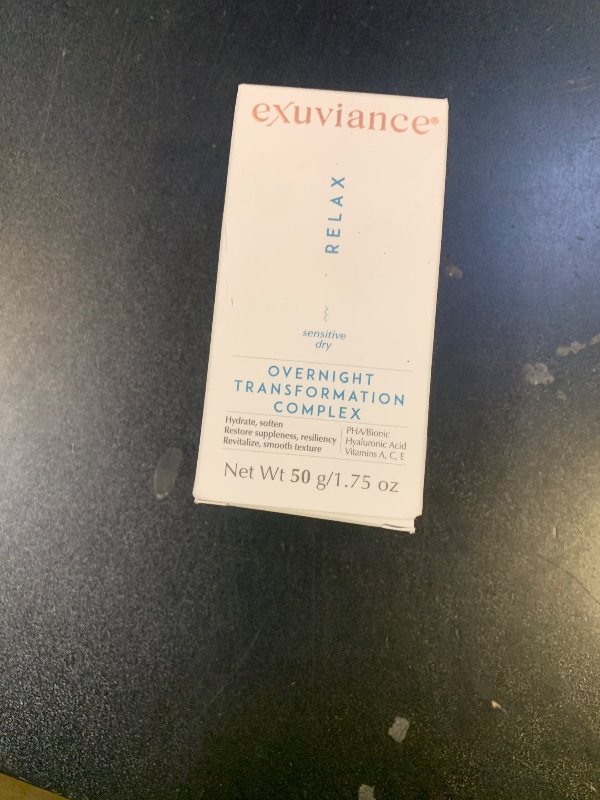 exuviance®
RELAX
sensitive
dry
OVERNIGHT
TRANSFORMATION
COMPLEX
Hydrate, soften
Restore suppleness, resiliency
Revitalize, smooth texture
PHA/Bionic
Hyaluronic Acid
Vitamins A, C, E
Net Wt 50 g/1.75 oz